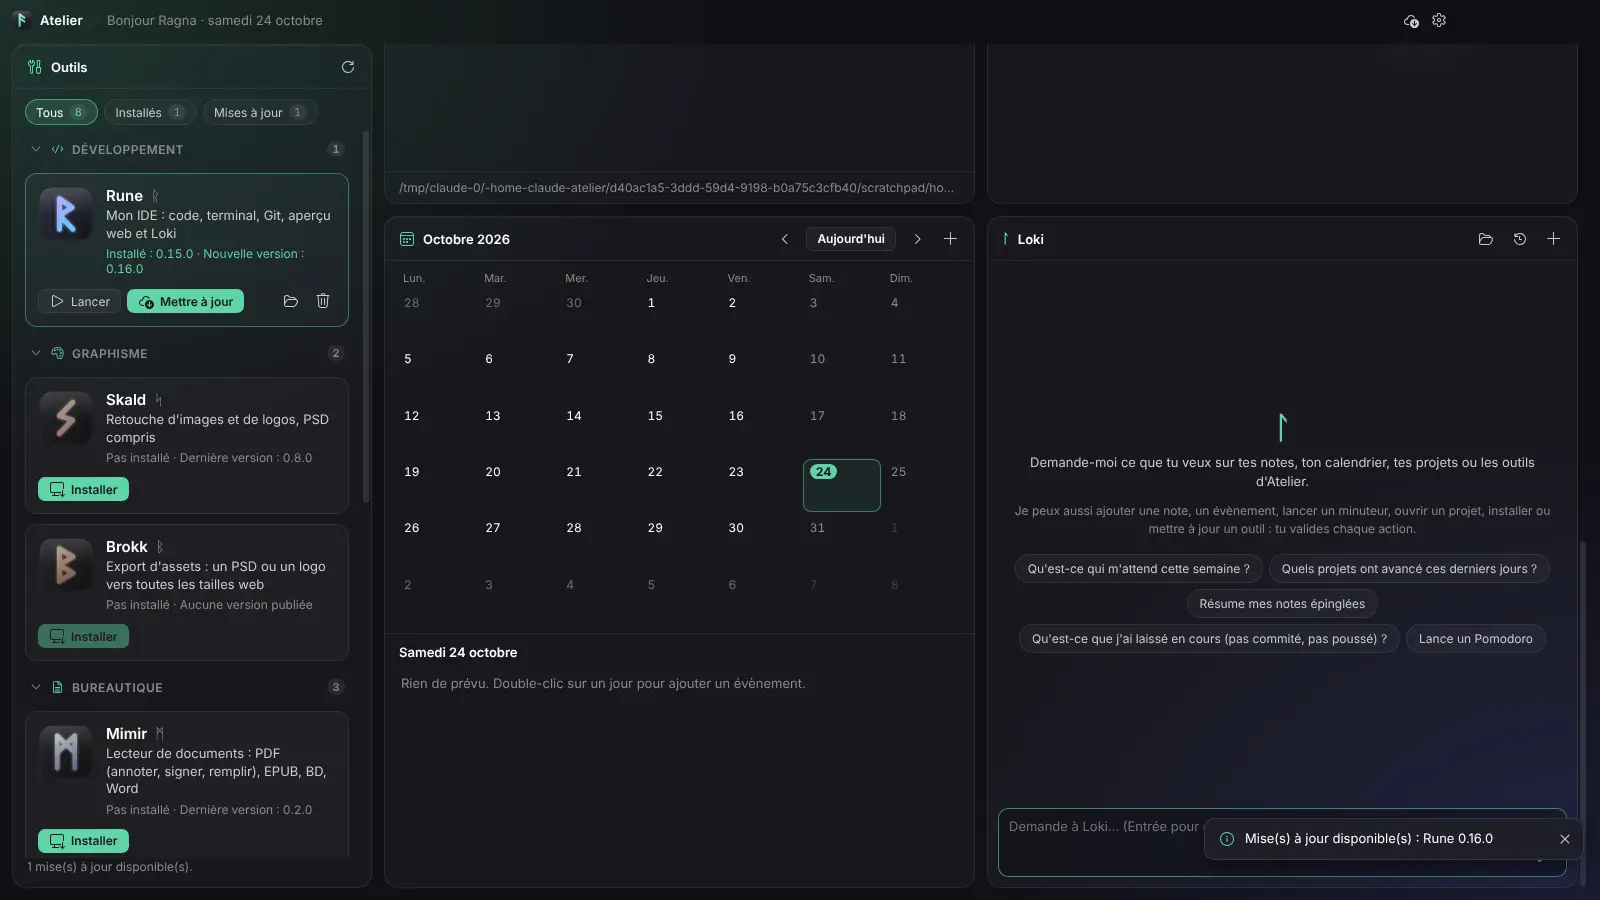 Atelier
Bonjour Ragna · samedi 24 octobre
Outils
Tous 8
Installés 1
Mises à jour 1
DÉVELOPPEMENT 1
Rune ᚱ
Mon IDE : code, terminal, Git, aperçu
web et Loki
Installé : 0.15.0 · Nouvelle version :
0.16.0
Lancer
Mettre à jour
GRAPHISME 2
Skald ᛋ
Retouche d'images et de logos, PSD
compris
Pas installé · Dernière version : 0.8.0
Installer
Brokk ᛒ
Export d'assets : un PSD ou un logo
vers toutes les tailles web
Pas installé · Aucune version publiée
Installer
BUREAUTIQUE 3
Mimir ᛗ
Lecteur de documents : PDF
(annoter, signer, remplir), EPUB, BD,
Word
Pas installé · Dernière version : 0.2.0
Installer
1 mise(s) à jour disponible(s).
/tmp/claude-0/-home-claude-atelier/d40ac1a5-3ddd-59d4-9198-b0a75c3cfb40/scratchpad/ho...
Octobre 2026
Aujourd'hui
Lun. Mar. Mer. Jeu. Ven. Sam. Dim.
28 29 30 1 2 3 4
5 6 7 8 9 10 11
12 13 14 15 16 17 18
19 20 21 22 23 24 25
26 27 28 29 30 31 1
2 3 4 5 6 7 8
Samedi 24 octobre
Rien de prévu. Double-clic sur un jour pour ajouter un évènement.
ᛚ Loki
ᛚ
Demande-moi ce que tu veux sur tes notes, ton calendrier, tes projets ou les outils
d'Atelier.
Je peux aussi ajouter une note, un évènement, lancer un minuteur, ouvrir un projet, installer ou
mettre à jour un outil : tu valides chaque action.
Qu'est-ce qui m'attend cette semaine ?
Quels projets ont avancé ces derniers jours ?
Résume mes notes épinglées
Qu'est-ce que j'ai laissé en cours (pas commité, pas poussé) ?
Lance un Pomodoro
Demande à Loki... (Entrée pour
Mise(s) à jour disponible(s) : Rune 0.16.0